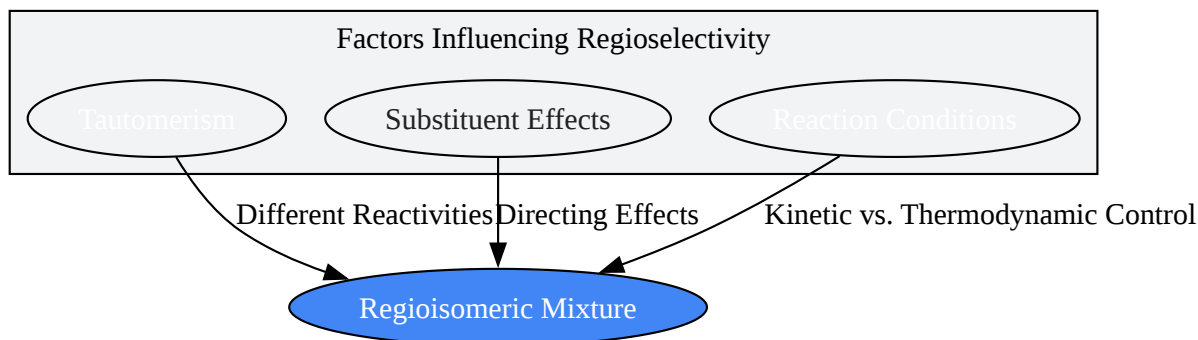 Factors Influencing Regioselectivity
Tautomerism
Substituent Effects
Reaction Conditions
Different Reactivities
Directing Effects
Kinetic vs. Thermodynamic Control
Regioisomeric Mixture